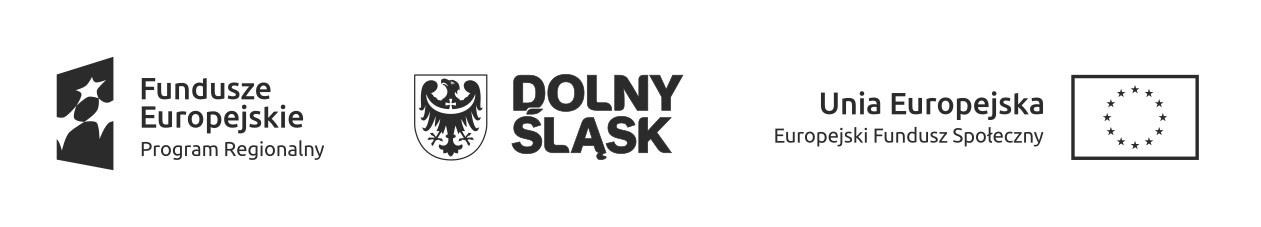 Fundusze
Europejskie
Program Regionalny
DOLNY
ŚLĄSK
Unia Europejska
Europejski Fundusz Społeczny